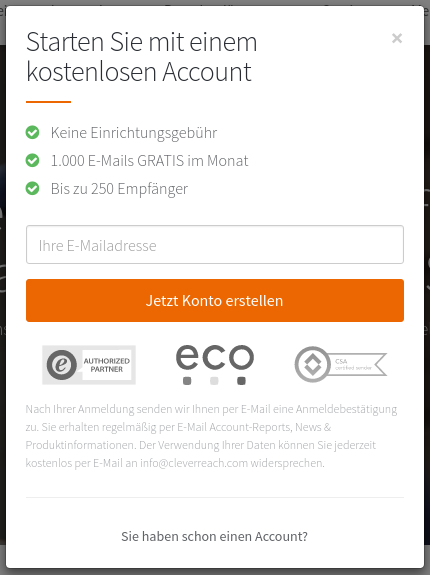 Starten Sie mit einem
kostenlosen Account
×
Keine Einrichtungsgebühr
1.000 E-Mails GRATIS im Monat
Bis zu 250 Empfänger
Ihre E-Mailadresse
Jetzt Konto erstellen
e AUTHORIZED
PARTNER
eco
CSA
certified sender
Nach Ihrer Anmeldung senden wir Ihnen per E-Mail eine Anmeldebestätigung
zu. Sie erhalten regelmäßig per E-Mail Account-Reports, News &
Produktinformationen. Der Verwendung Ihrer Daten können Sie jederzeit
kostenlos per E-Mail an info@cleverreach.com widersprechen.
Sie haben schon einen Account?